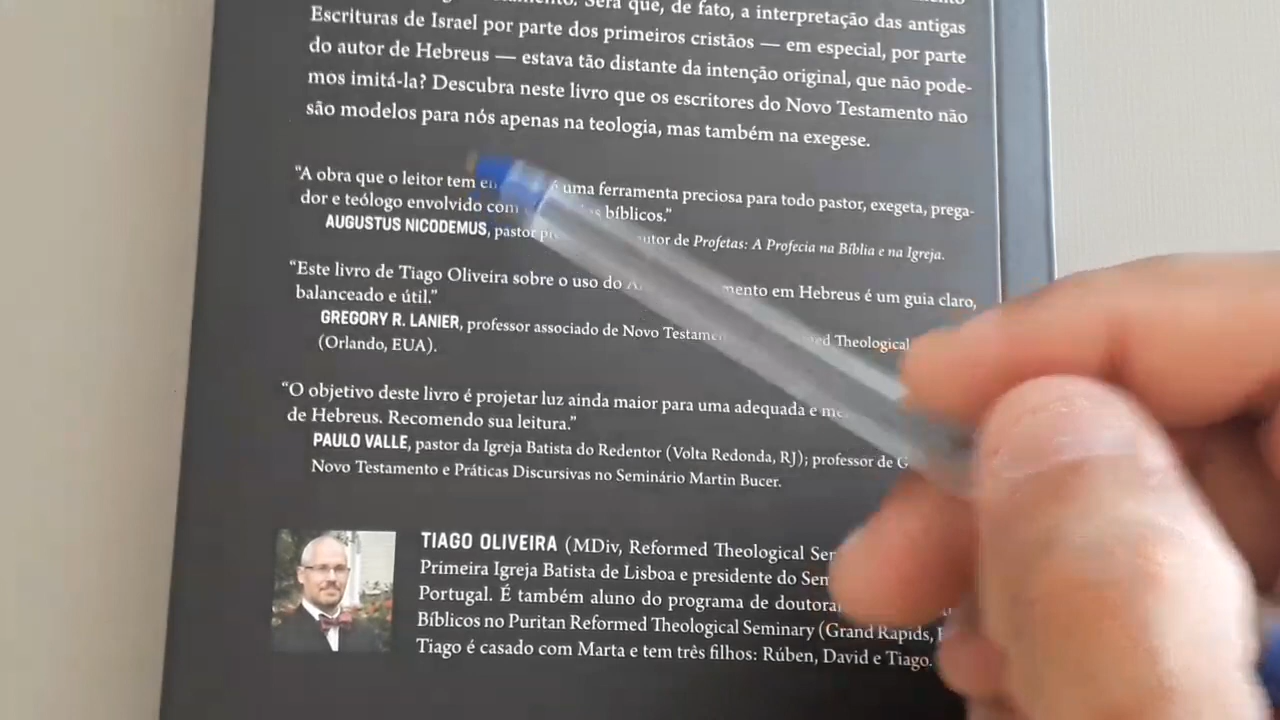 Será que, de fato, a interpretação das antigas
Escrituras de Israel por parte dos primeiros cristãos — em especial, por parte
do autor de Hebreus — estava tão distante da intenção original, que não pode-
mos imitá-la? Descubra neste livro que os escritores do Novo Testamento não
são modelos para nós apenas na teologia, mas também na exegese.
“A obra que o leitor tem uma ferramenta preciosa para todo pastor, exegeta, prega-
dor e teólogo envolvido com bíblicos.”
AUGUSTUS NICODEMUS, pastor autor de Profetas: A Profecia na Bíblia e na Igreja.
“Este livro de Tiago Oliveira sobre o uso do em Hebreus é um guia claro,
balanceado e útil.”
GREGORY R. LANIER, professor associado de Novo Theological
(Orlando, EUA).
“O objetivo deste livro é projetar luz ainda maior para uma adequada e
de Hebreus. Recomendo sua leitura.”
PAULO VALLE, pastor da Igreja Batista do Redentor (Volta Redonda, RJ); professor de
Novo Testamento e Práticas Discursivas no Seminário Martin Bucer.
TIAGO OLIVEIRA (MDiv, Reformed Theological
Primeira Igreja Batista de Lisboa e presidente do
Portugal. É também aluno do programa de
Bíblicos no Puritan Reformed Theological Seminary (Grand Rapids,
Tiago é casado com Marta e tem três filhos: Rúben, David e Tiago.